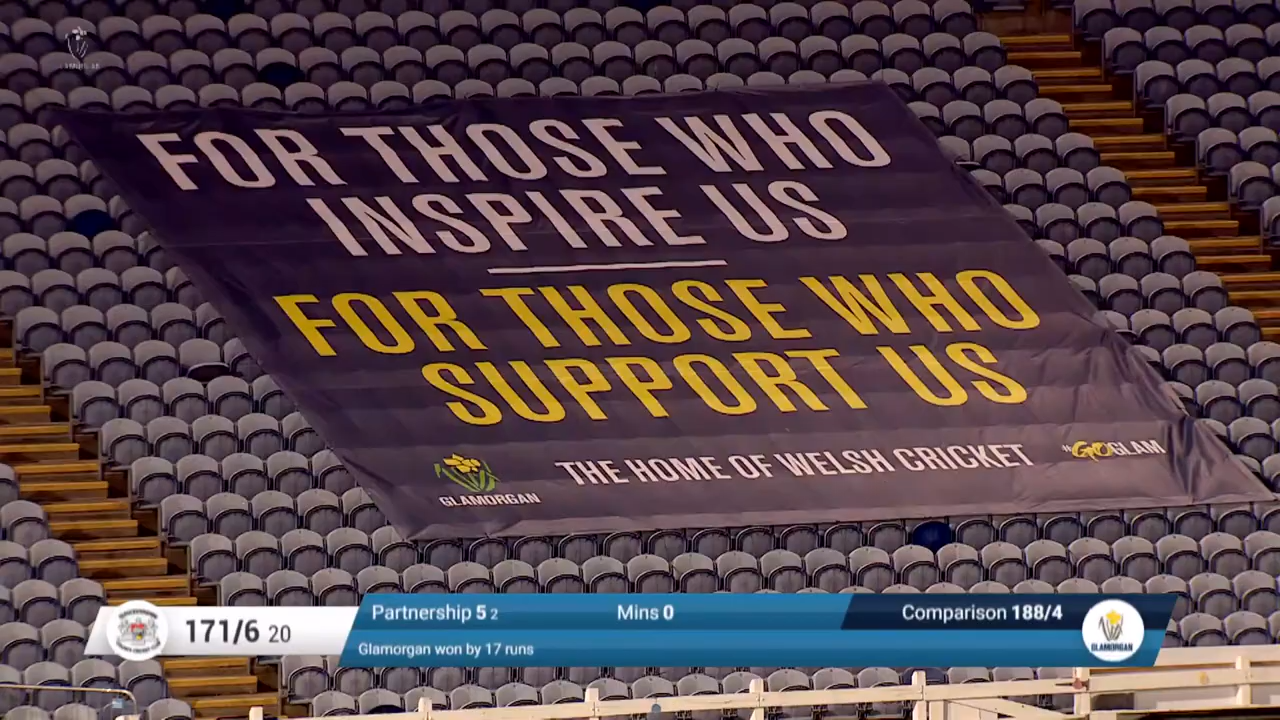 GLAMORGAN
FOR THOSE WHO
INSPIRE US
FOR THOSE WHO
SUPPORT US
GLAMORGAN
THE HOME OF WELSH CRICKET
#GOGLAM
171/6 20
Partnership 5 2
Mins 0
Comparison 188/4
Glamorgan won by 17 runs
GLAMORGAN